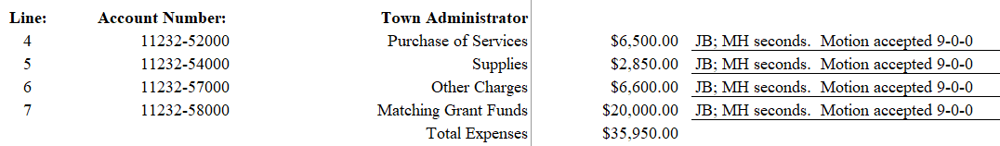 Line: Account Number: Town Administrator
4 11232-52000 Purchase of Services $6,500.00 JB; MH seconds. Motion accepted 9-0-0
5 11232-54000 Supplies $2,850.00 JB; MH seconds. Motion accepted 9-0-0
6 11232-57000 Other Charges $6,600.00 JB; MH seconds. Motion accepted 9-0-0
7 11232-58000 Matching Grant Funds $20,000.00 JB; MH seconds. Motion accepted 9-0-0
Total Expenses $35,950.00